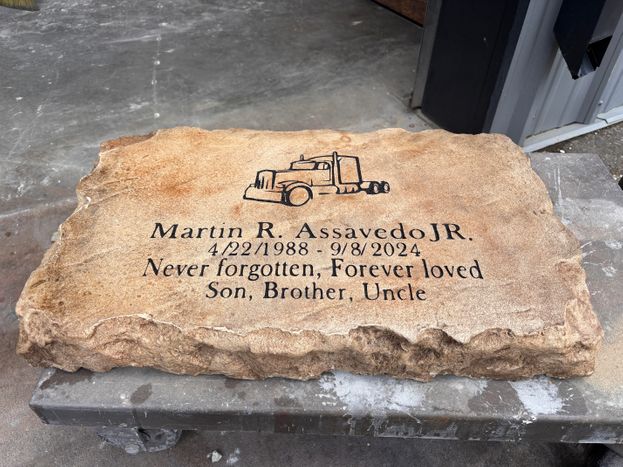 Martin R. Assavedo JR.
4/22/1988 - 9/8/2024
Never forgotten, Forever loved
Son, Brother, Uncle